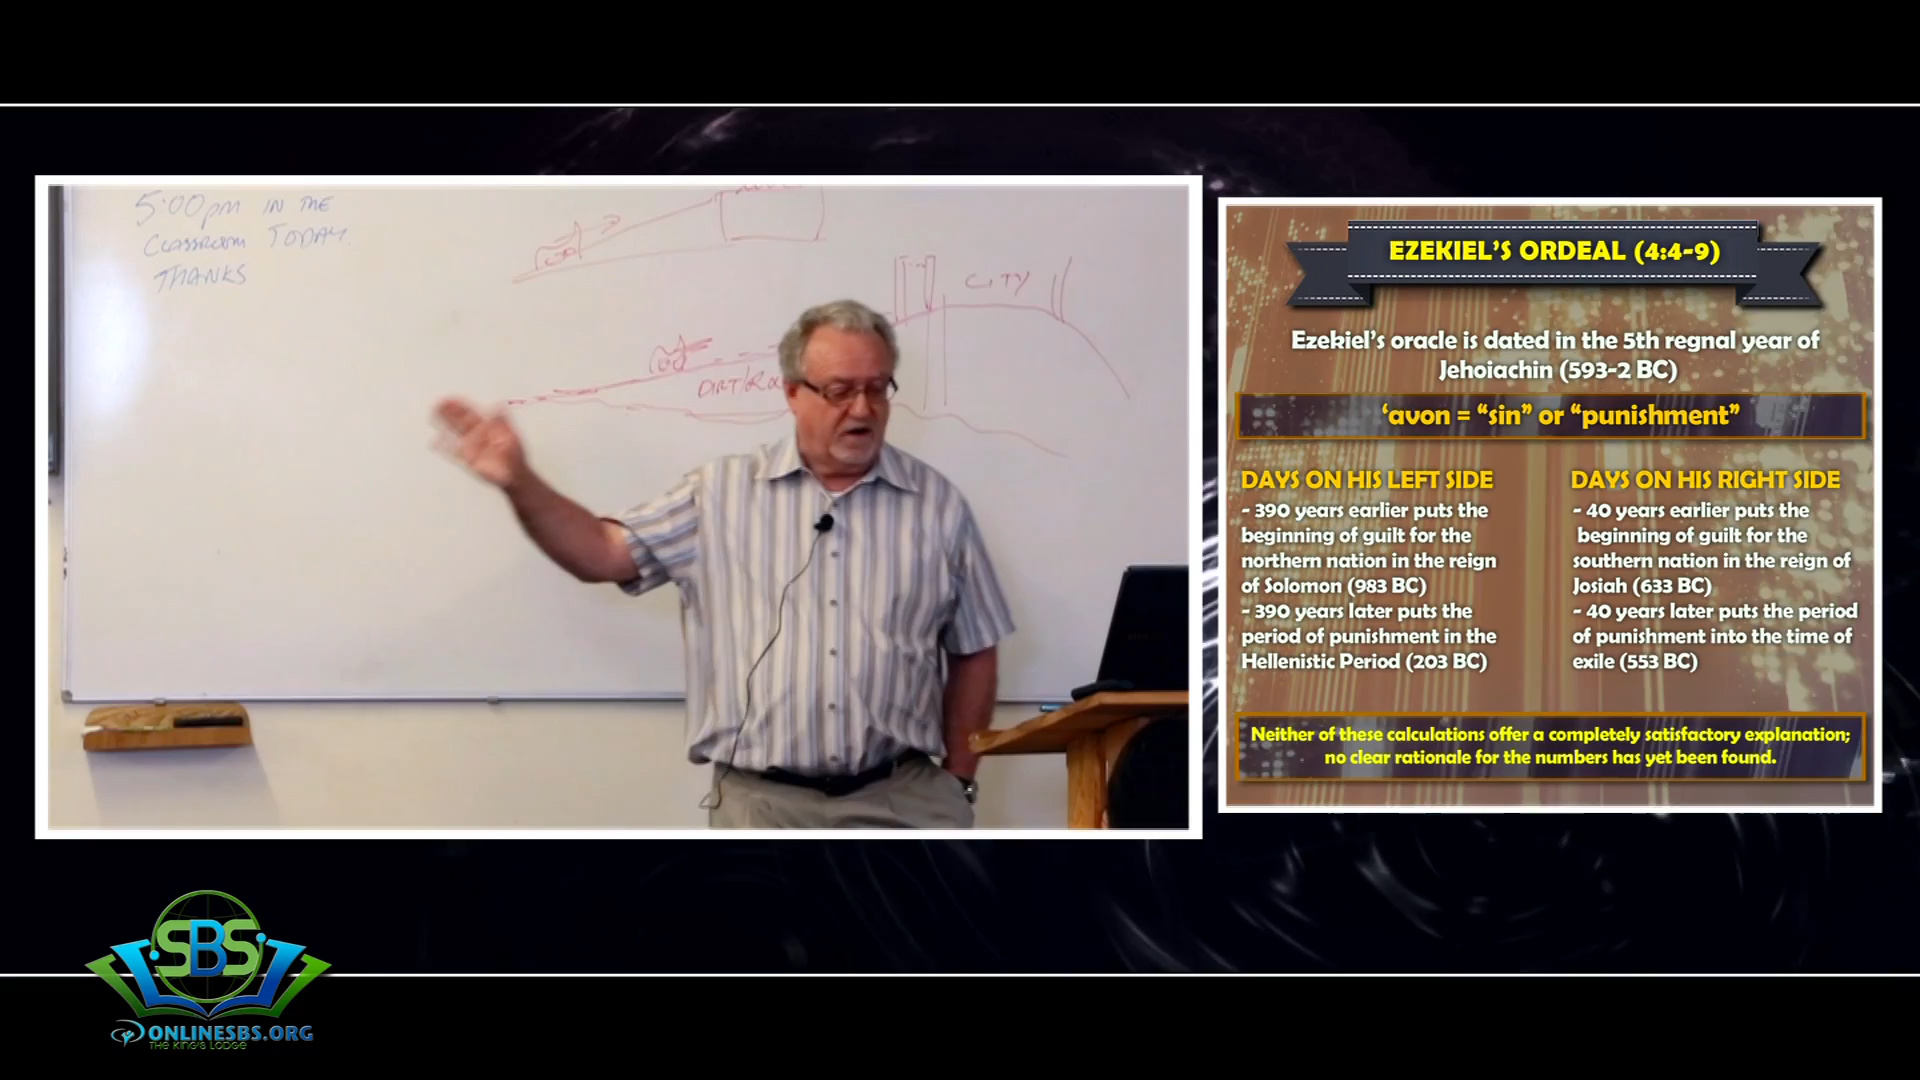 5:00pm IN THE
CLASSROOM TODAY.
THANKS
CITY
DIRT/
EZEKIEL'S ORDEAL (4:4-9)
Ezekiel's oracle is dated in the 5th regnal year of
Jehoiachin (593-2 BC)
'avon = "sin" or "punishment"
DAYS ON HIS LEFT SIDE
- 390 years earlier puts the
beginning of guilt for the
northern nation in the reign
of Solomon (983 BC)
- 390 years later puts the
period of punishment in the
Hellenistic Period (203 BC)
DAYS ON HIS RIGHT SIDE
- 40 years earlier puts the
beginning of guilt for the
southern nation in the reign of
Josiah (633 BC)
- 40 years later puts the period
of punishment into the time of
exile (553 BC)
Neither of these calculations offer a completely satisfactory explanation;
no clear rationale for the numbers has yet been found.
SBS
ONLINESBS.ORG
THE KING'S LODGE